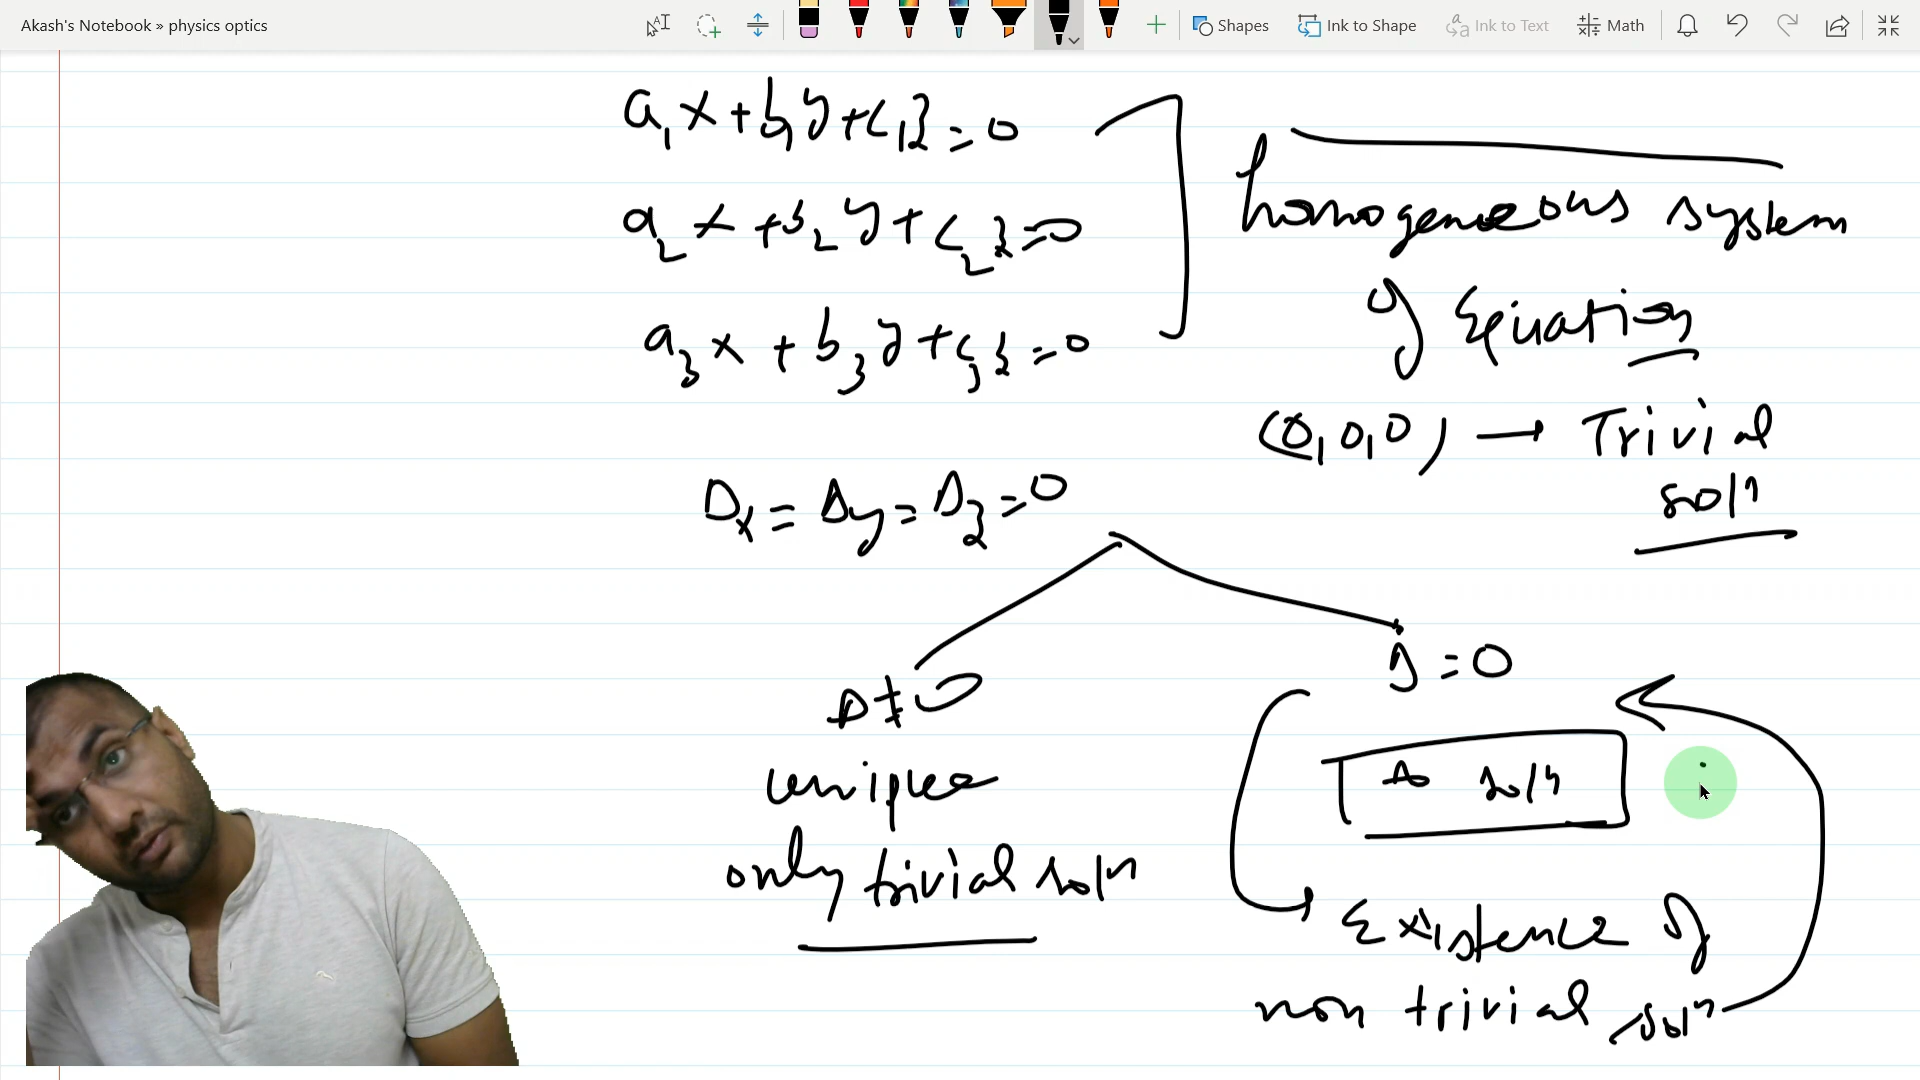 Akash's Notebook » physics optics
Shapes
Ink to Shape
Ink to Text
Math
a₁x + b₁y + c₁z = 0
a₂x + b₂y + c₂z = 0
a₃x + b₃y + c₃z = 0
homogeneous system
of Equation
(0,0,0) → Trivial
solⁿ
Dₓ = Δy = Δz = 0
D ≠ 0
unique
only trivial solⁿ
D = 0
∞ solⁿ
Existence of
non trivial solⁿ